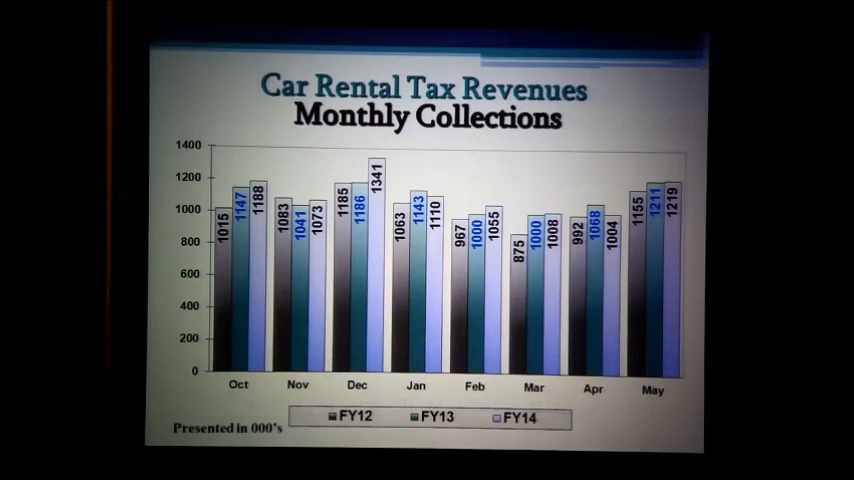 Car Rental Tax Revenues
Monthly Collections
1400
1200
1000
800
600
400
200
0
1015 1147 1188
1083 1041 1073
1185 1186 1341
1063 1143 1110
967 1000 1055
875 1000 1008
992 1068 1004
1155 1211 1219
Oct Nov Dec Jan Feb Mar Apr May
FY12 FY13 FY14
Presented in 000's